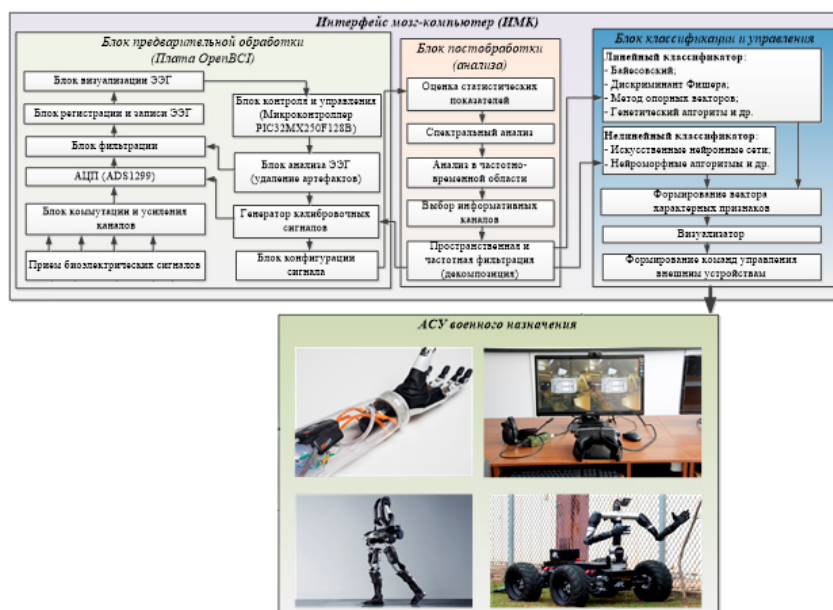 Интерфейс мозг-компьютер (ИМК)
Блок предварительной обработки
(Плата OpenBCI)
Блок визуализации ЭЭГ
Блок регистрации и записи ЭЭГ
Блок фильтрации
АЦП (ADS1299)
Блок коммутации и усиления
каналов
Прием биоэлектрических сигналов
Блок контроля и управления
(Микроконтроллер
PIC32MX250F128B)
Блок анализа ЭЭГ
(удаление артефактов)
Генератор калибровочных
сигналов
Блок конфигурации
сигнала
Блок постобработки
(анализа)
Оценка статистических
показателей
Спектральный анализ
Анализ в частотно-
временной области
Выбор информативных
каналов
Пространственная и
частотная фильтрация
(декомпозиция)
Блок классификации и управления
Линейный классификатор:
- Байесовский;
- Дискриминант Фишера;
- Метод опорных векторов;
- Генетический алгоритм и др.
Нелинейный классификатор:
- Искусственные нейронные сети;
- Нейроморфные алгоритмы и др.
Формирование вектора
характерных признаков
Визуализатор
Формирование команд управления
внешним устройствам
АСУ военного назначения